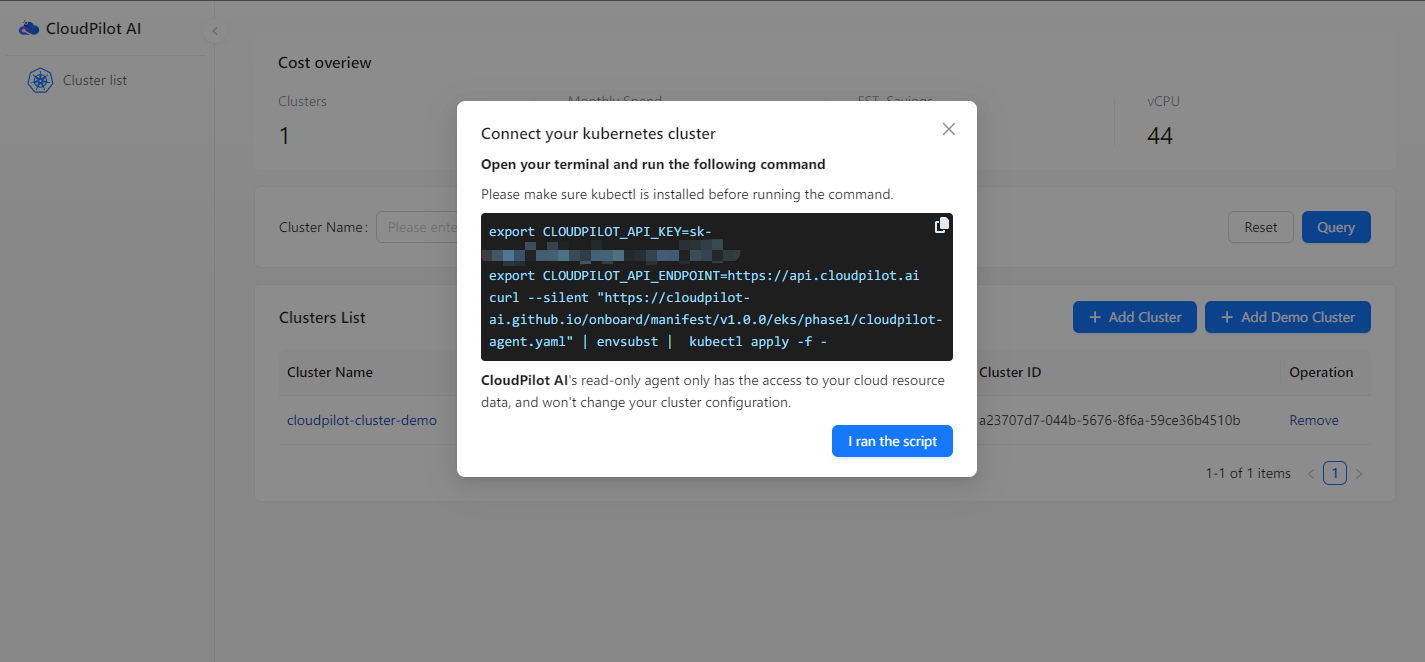 CloudPilot AI
Cluster list
Cost overiew
Clusters
Monthly Spend
EST. Savings
vCPU
1
44
Cluster Name:
Please ente
Reset
Query
Clusters List
+ Add Cluster
+ Add Demo Cluster
Cluster Name
Cluster ID
Operation
cloudpilot-cluster-demo
a23707d7-044b-5676-8f6a-59ce36b4510b
Remove
1-1 of 1 items
1
Connect your kubernetes cluster
Open your terminal and run the following command
Please make sure kubectl is installed before running the command.
export CLOUDPILOT_API_KEY=sk-
export CLOUDPILOT_API_ENDPOINT=https://api.cloudpilot.ai
curl --silent "https://cloudpilot-
ai.github.io/onboard/manifest/v1.0.0/eks/phase1/cloudpilot-
agent.yaml" | envsubst |  kubectl apply -f -
CloudPilot AI's read-only agent only has the access to your cloud resource
data, and won't change your cluster configuration.
I ran the script